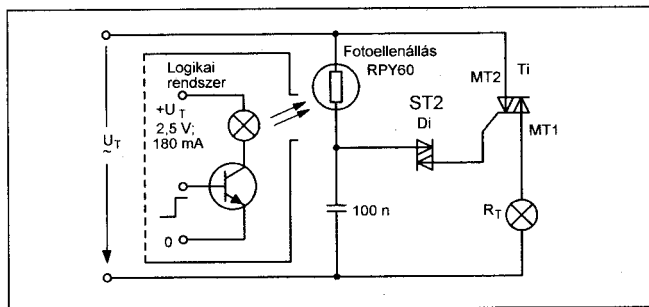 Logikai
rendszer
+U T
2,5 V;
180 mA
0
U T
~
Fotoellenállás
RPY60
ST2
Di
100 n
MT2
Ti
MT1
R T